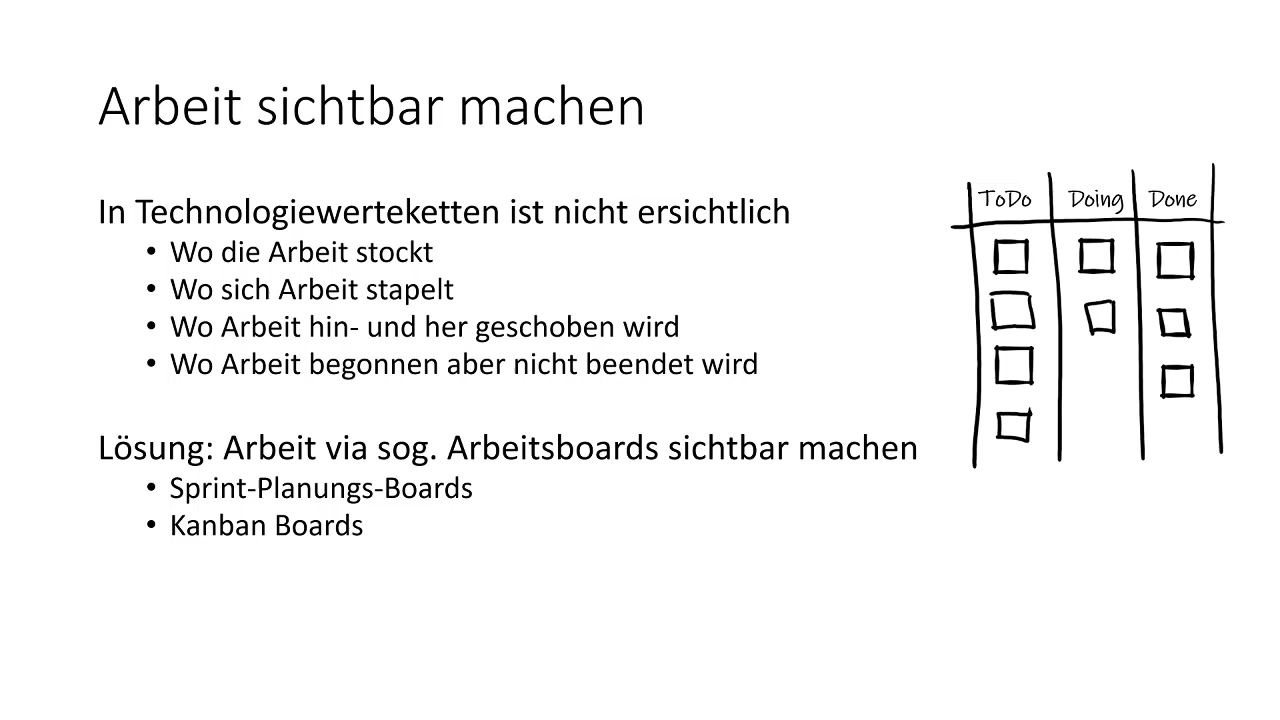 Arbeit sichtbar machen
In Technologiewerteketten ist nicht ersichtlich
• Wo die Arbeit stockt
• Wo sich Arbeit stapelt
• Wo Arbeit hin- und her geschoben wird
• Wo Arbeit begonnen aber nicht beendet wird
Lösung: Arbeit via sog. Arbeitsboards sichtbar machen
• Sprint-Planungs-Boards
• Kanban Boards
ToDo Doing Done